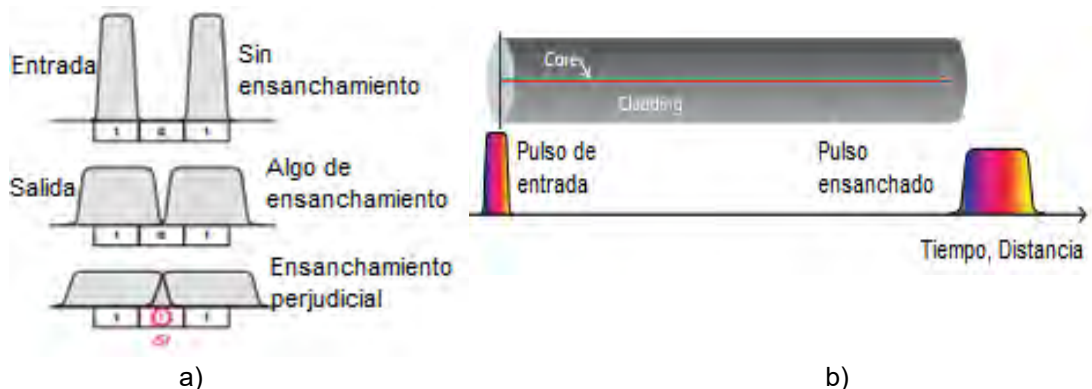 Entrada
Sin
ensanchamiento
1 0 1
Salida
Algo de
ensanchamiento
1 0 1
Ensanchamiento
perjudicial
1 1 1
ISI
a)
Core
Cladding
Pulso de
entrada
Pulso
ensanchado
Tiempo, Distancia
b)